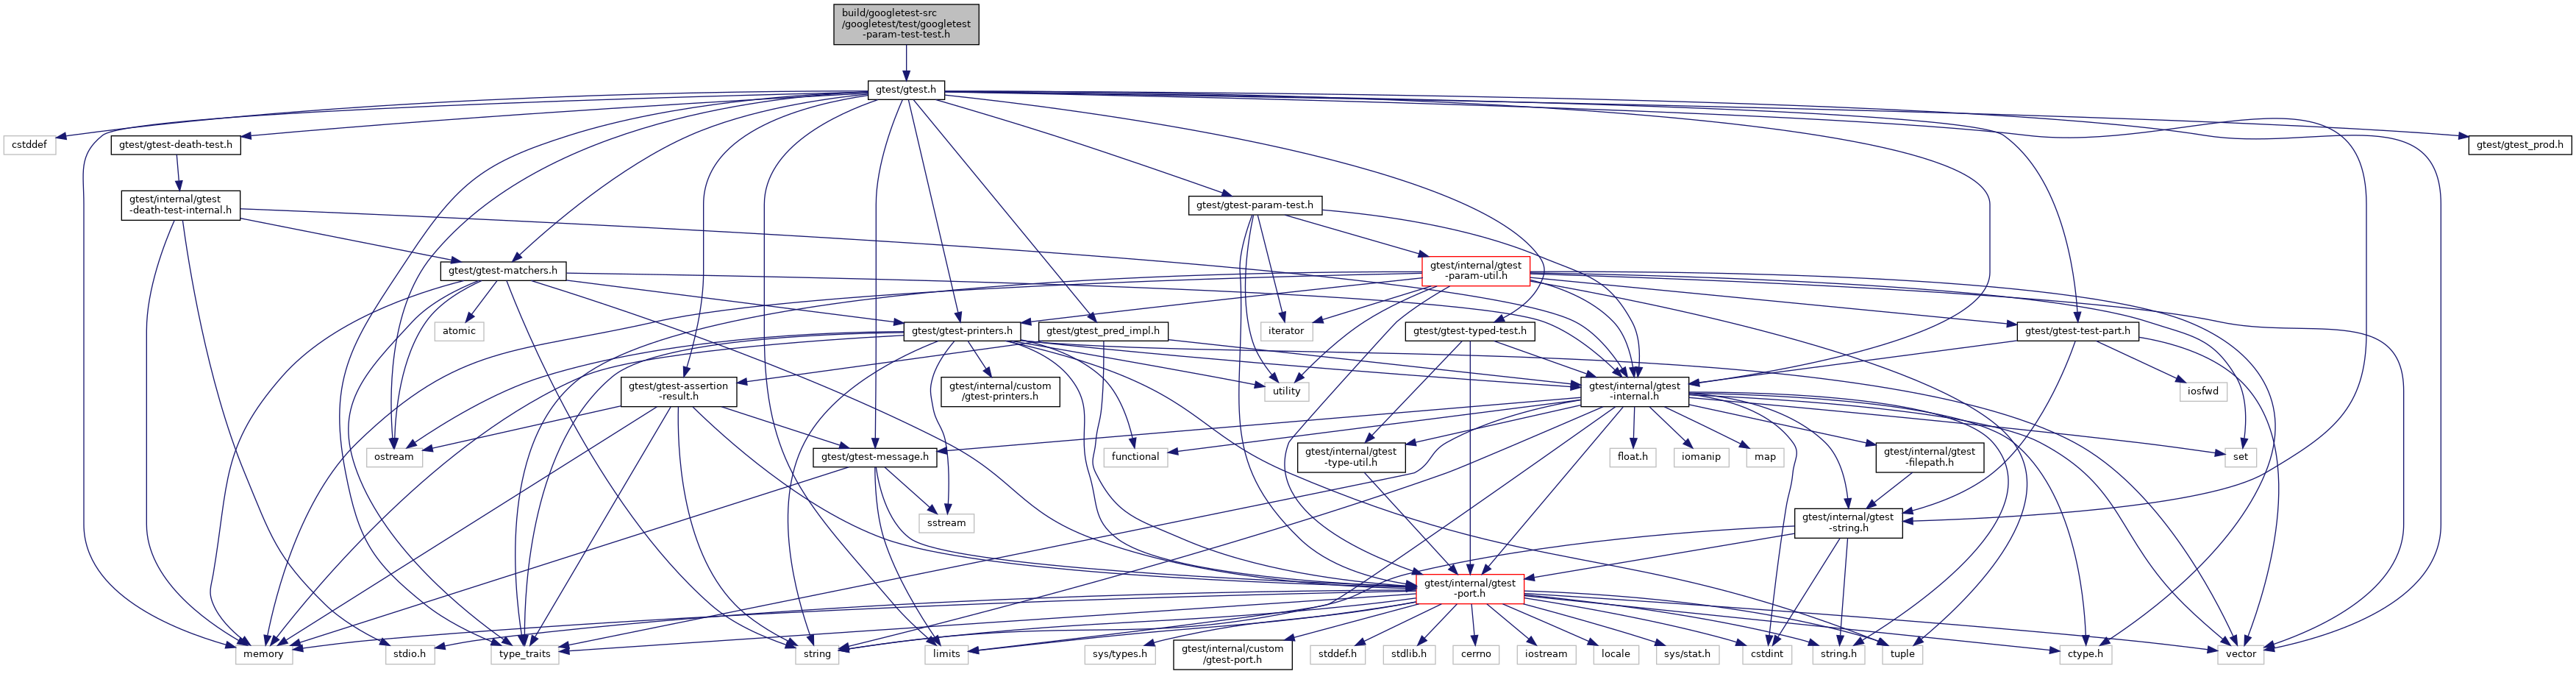 build/googletest-src
/googletest/test/googletest
-param-test-test.h
gtest/gtest.h
cstddef
gtest/gtest-death-test.h
gtest/gtest_prod.h
gtest/internal/gtest
-death-test-internal.h
gtest/gtest-param-test.h
gtest/gtest-matchers.h
gtest/internal/gtest
-param-util.h
atomic
gtest/gtest-printers.h
gtest/gtest_pred_impl.h
iterator
gtest/gtest-typed-test.h
gtest/gtest-test-part.h
gtest/gtest-assertion
-result.h
gtest/internal/custom
/gtest-printers.h
utility
gtest/internal/gtest
-internal.h
iosfwd
ostream
gtest/gtest-message.h
functional
gtest/internal/gtest
-type-util.h
float.h
iomanip
map
gtest/internal/gtest
-filepath.h
set
sstream
gtest/internal/gtest
-string.h
gtest/internal/gtest
-port.h
memory
stdio.h
type_traits
string
limits
sys/types.h
gtest/internal/custom
/gtest-port.h
stddef.h
stdlib.h
cerrno
iostream
locale
sys/stat.h
cstdint
string.h
tuple
ctype.h
vector